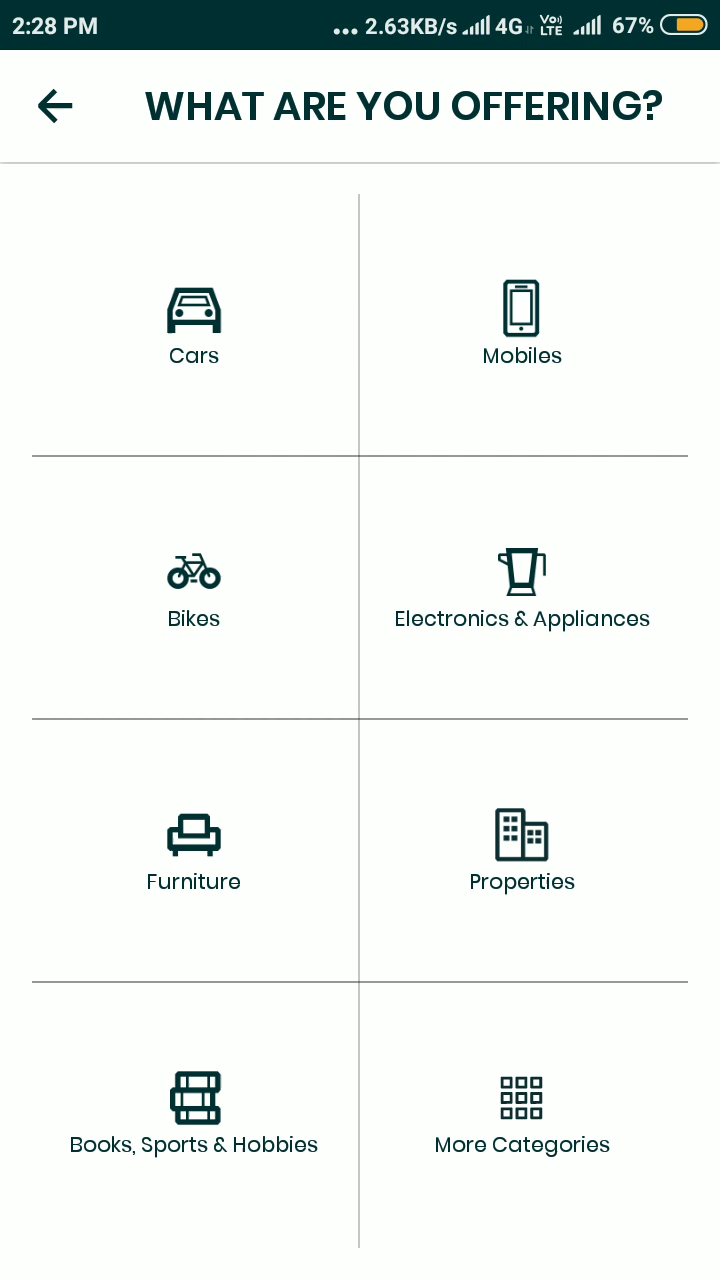 2:28 PM ... 2.63KB/s 4G VoLTE 67%
WHAT ARE YOU OFFERING?
Cars
Mobiles
Bikes
Electronics & Appliances
Furniture
Properties
Books, Sports & Hobbies
More Categories